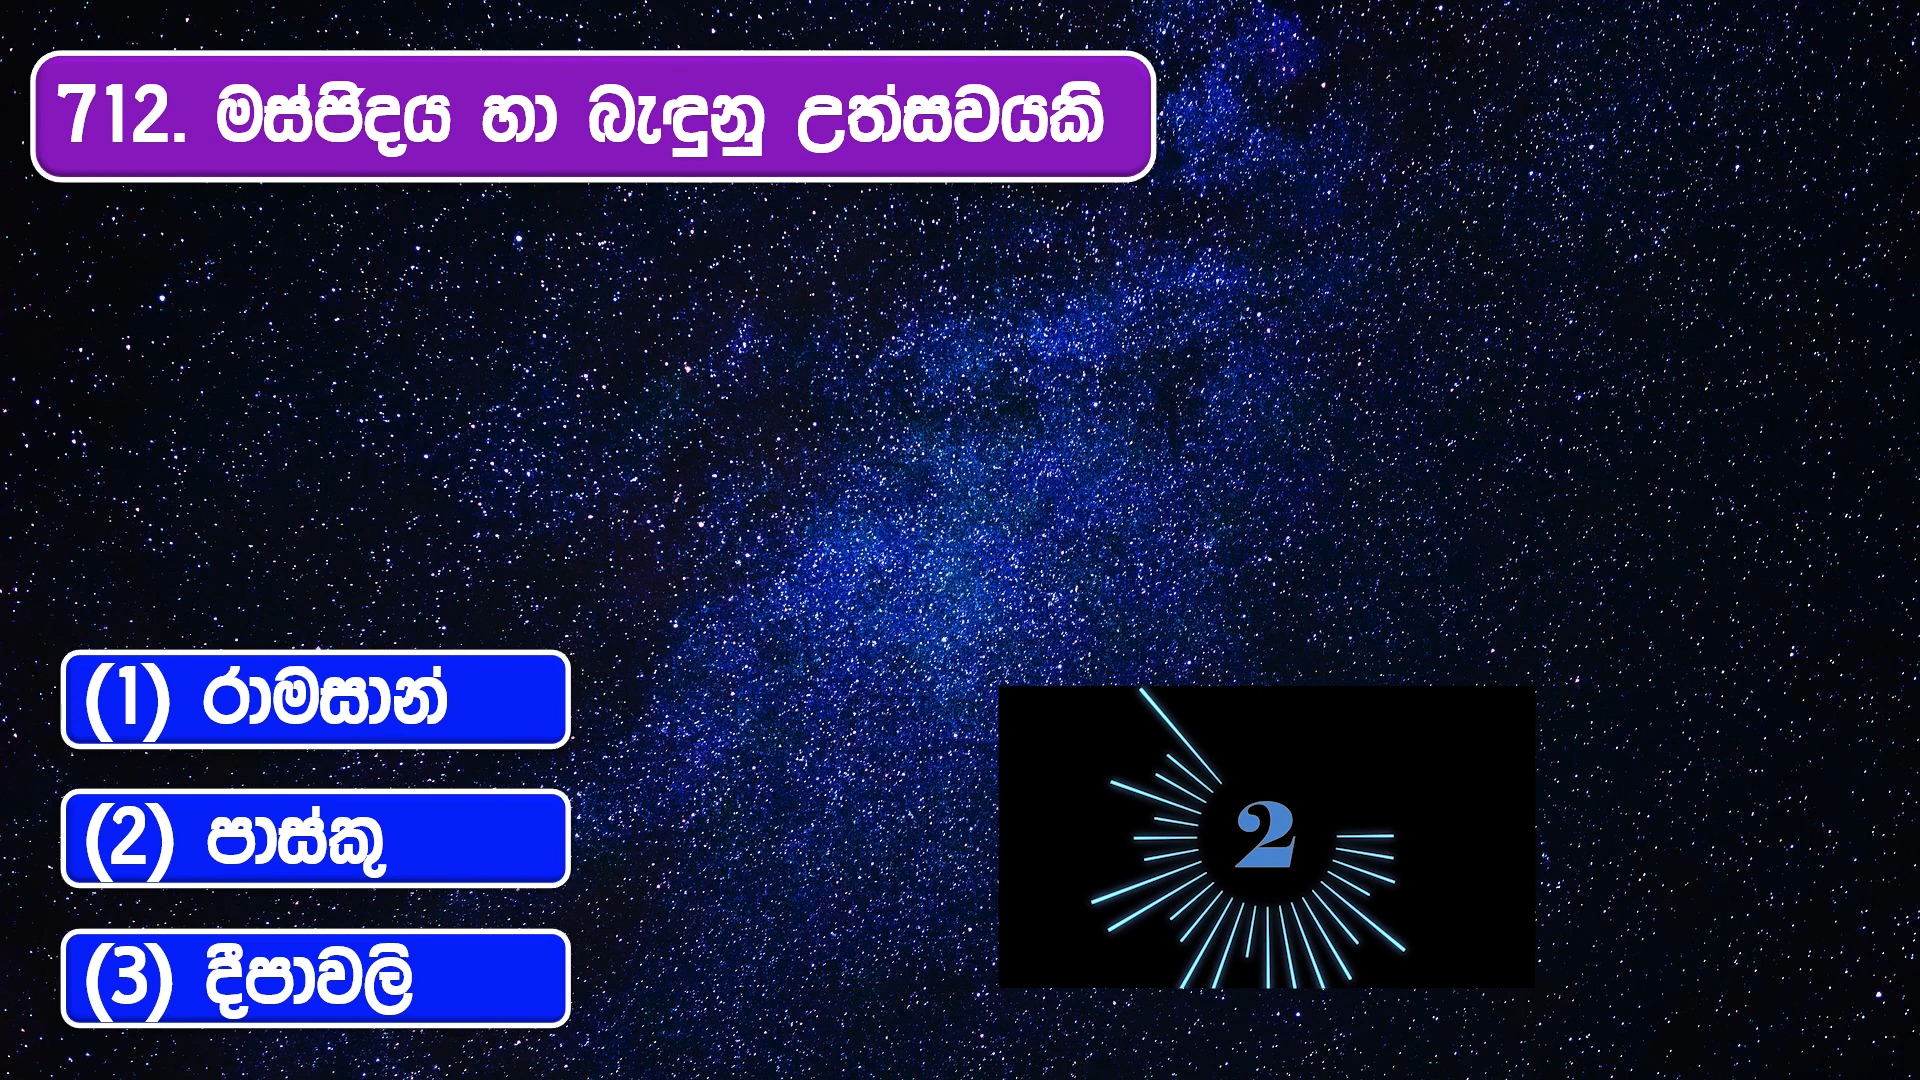 712. මස්ජිදය හා බැඳුනු උත්සවයකි
(1) රාමසාන්
(2) පාස්කු
(3) දීපාවලි
2